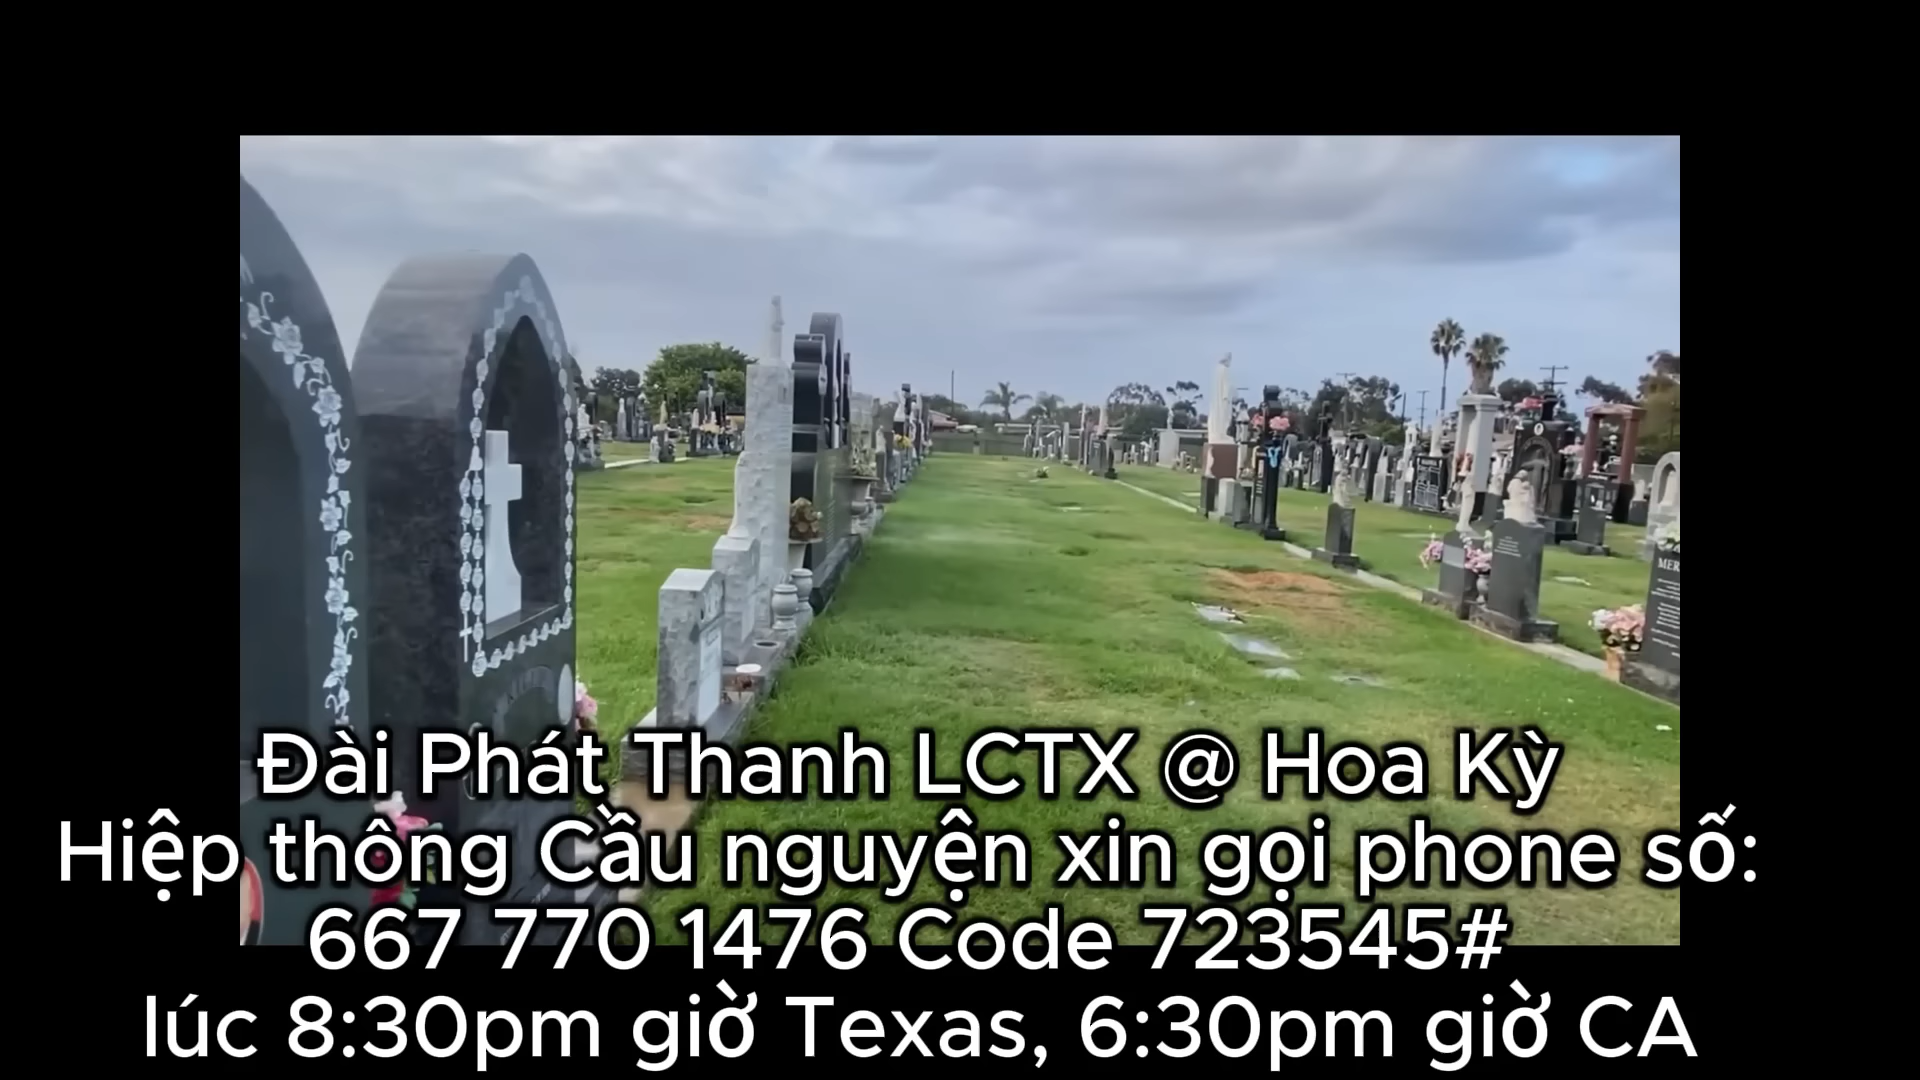 Đài Phát Thanh LCTX @ Hoa Kỳ
Hiệp thông Cầu nguyện xin gọi phone số:
667 770 1476 Code 723545#
lúc 8:30pm giờ Texas, 6:30pm giờ CA